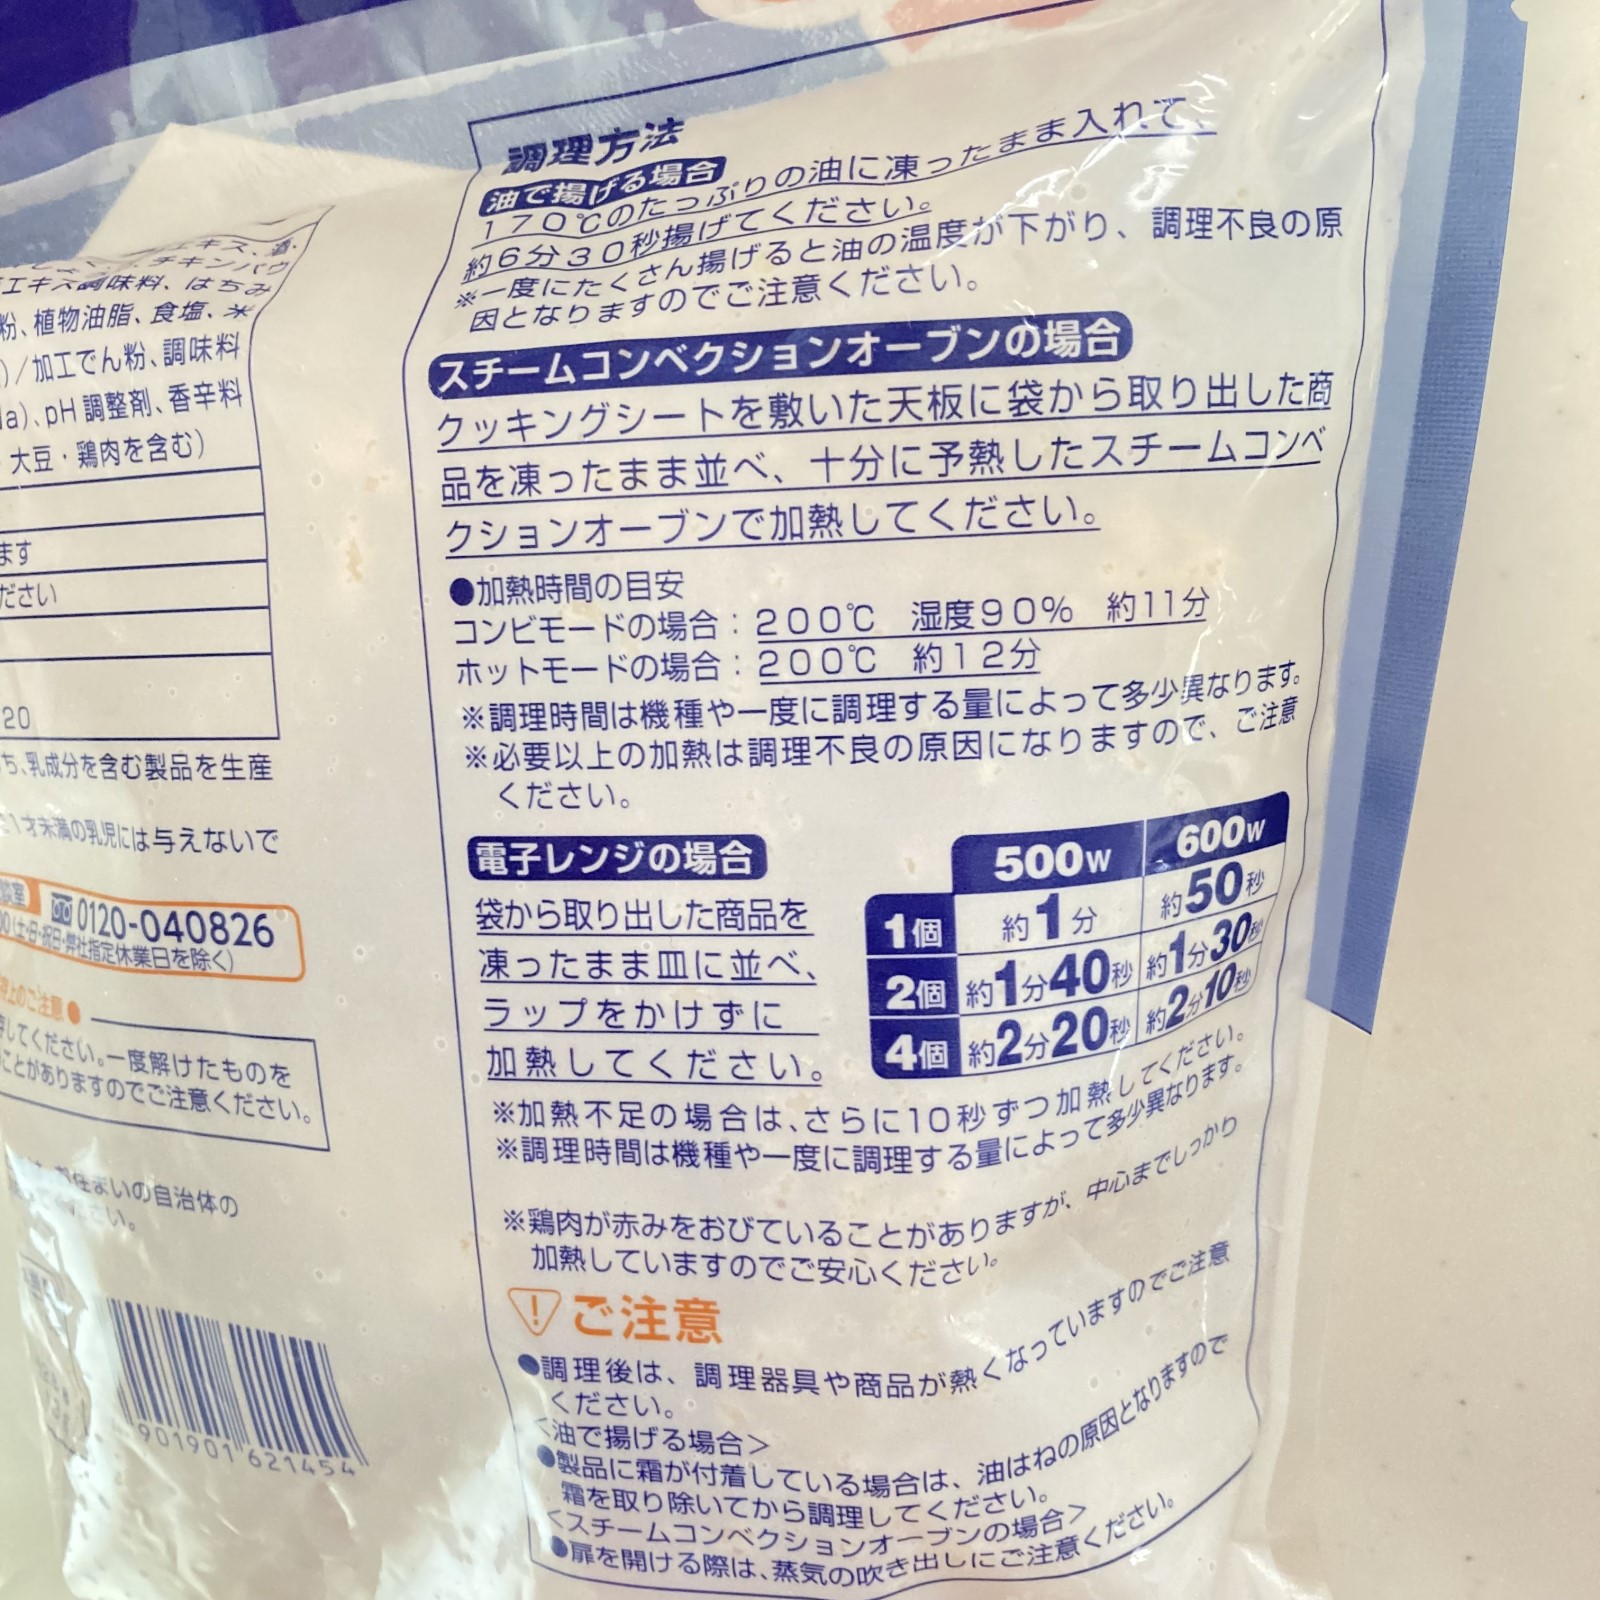 エキス、酒、
チキンパウ
エキス調味料、はちみ
粉、植物油脂、食塩、米
)/加工でん粉、調味料
Na)、pH調整剤、香辛料
・大豆・鶏肉を含む)
ます
ださい
20
ち、乳成分を含む製品を生産
1才未満の乳児には与えないで
談室 0120-040826
00(土・日・祝日・弊社指定休業日を除く)
上のご注意●
存してください。一度解けたものを
ことがありますのでご注意ください。
住まいの自治体の
さい。
901901 621454
調理方法
油で揚げる場合
170℃のたっぷりの油に凍ったまま入れて、
約6分30秒揚げてください。
※一度にたくさん揚げると油の温度が下がり、調理不良の原
因となりますのでご注意ください。
スチームコンベクションオーブンの場合
クッキングシートを敷いた天板に袋から取り出した商
品を凍ったまま並べ、十分に予熱したスチームコンベ
クションオーブンで加熱してください。
●加熱時間の目安
コンビモードの場合:200℃ 湿度90% 約11分
ホットモードの場合:200℃ 約12分
※調理時間は機種や一度に調理する量によって多少異なります。
※必要以上の加熱は調理不良の原因になりますので、ご注意
ください。
電子レンジの場合
袋から取り出した商品を
凍ったまま皿に並べ、
ラップをかけずに
加熱してください。
500W 600W
1個 約1分 約50秒
2個 約1分40秒 約1分30秒
4個 約2分20秒 約2分10秒
※加熱不足の場合は、さらに10秒ずつ加熱してください。
※調理時間は機種や一度に調理する量によって多少異なります。
※鶏肉が赤みをおびていることがありますが、中心までしっかり
加熱していますのでご安心ください。
ご注意
●調理後は、調理器具や商品が熱くなっていますのでご注意
ください。
<油で揚げる場合>
●製品に霜が付着している場合は、油はねの原因となりますので
霜を取り除いてから調理してください。
<スチームコンベクションオーブンの場合>
●扉を開ける際は、蒸気の吹き出しにご注意ください。